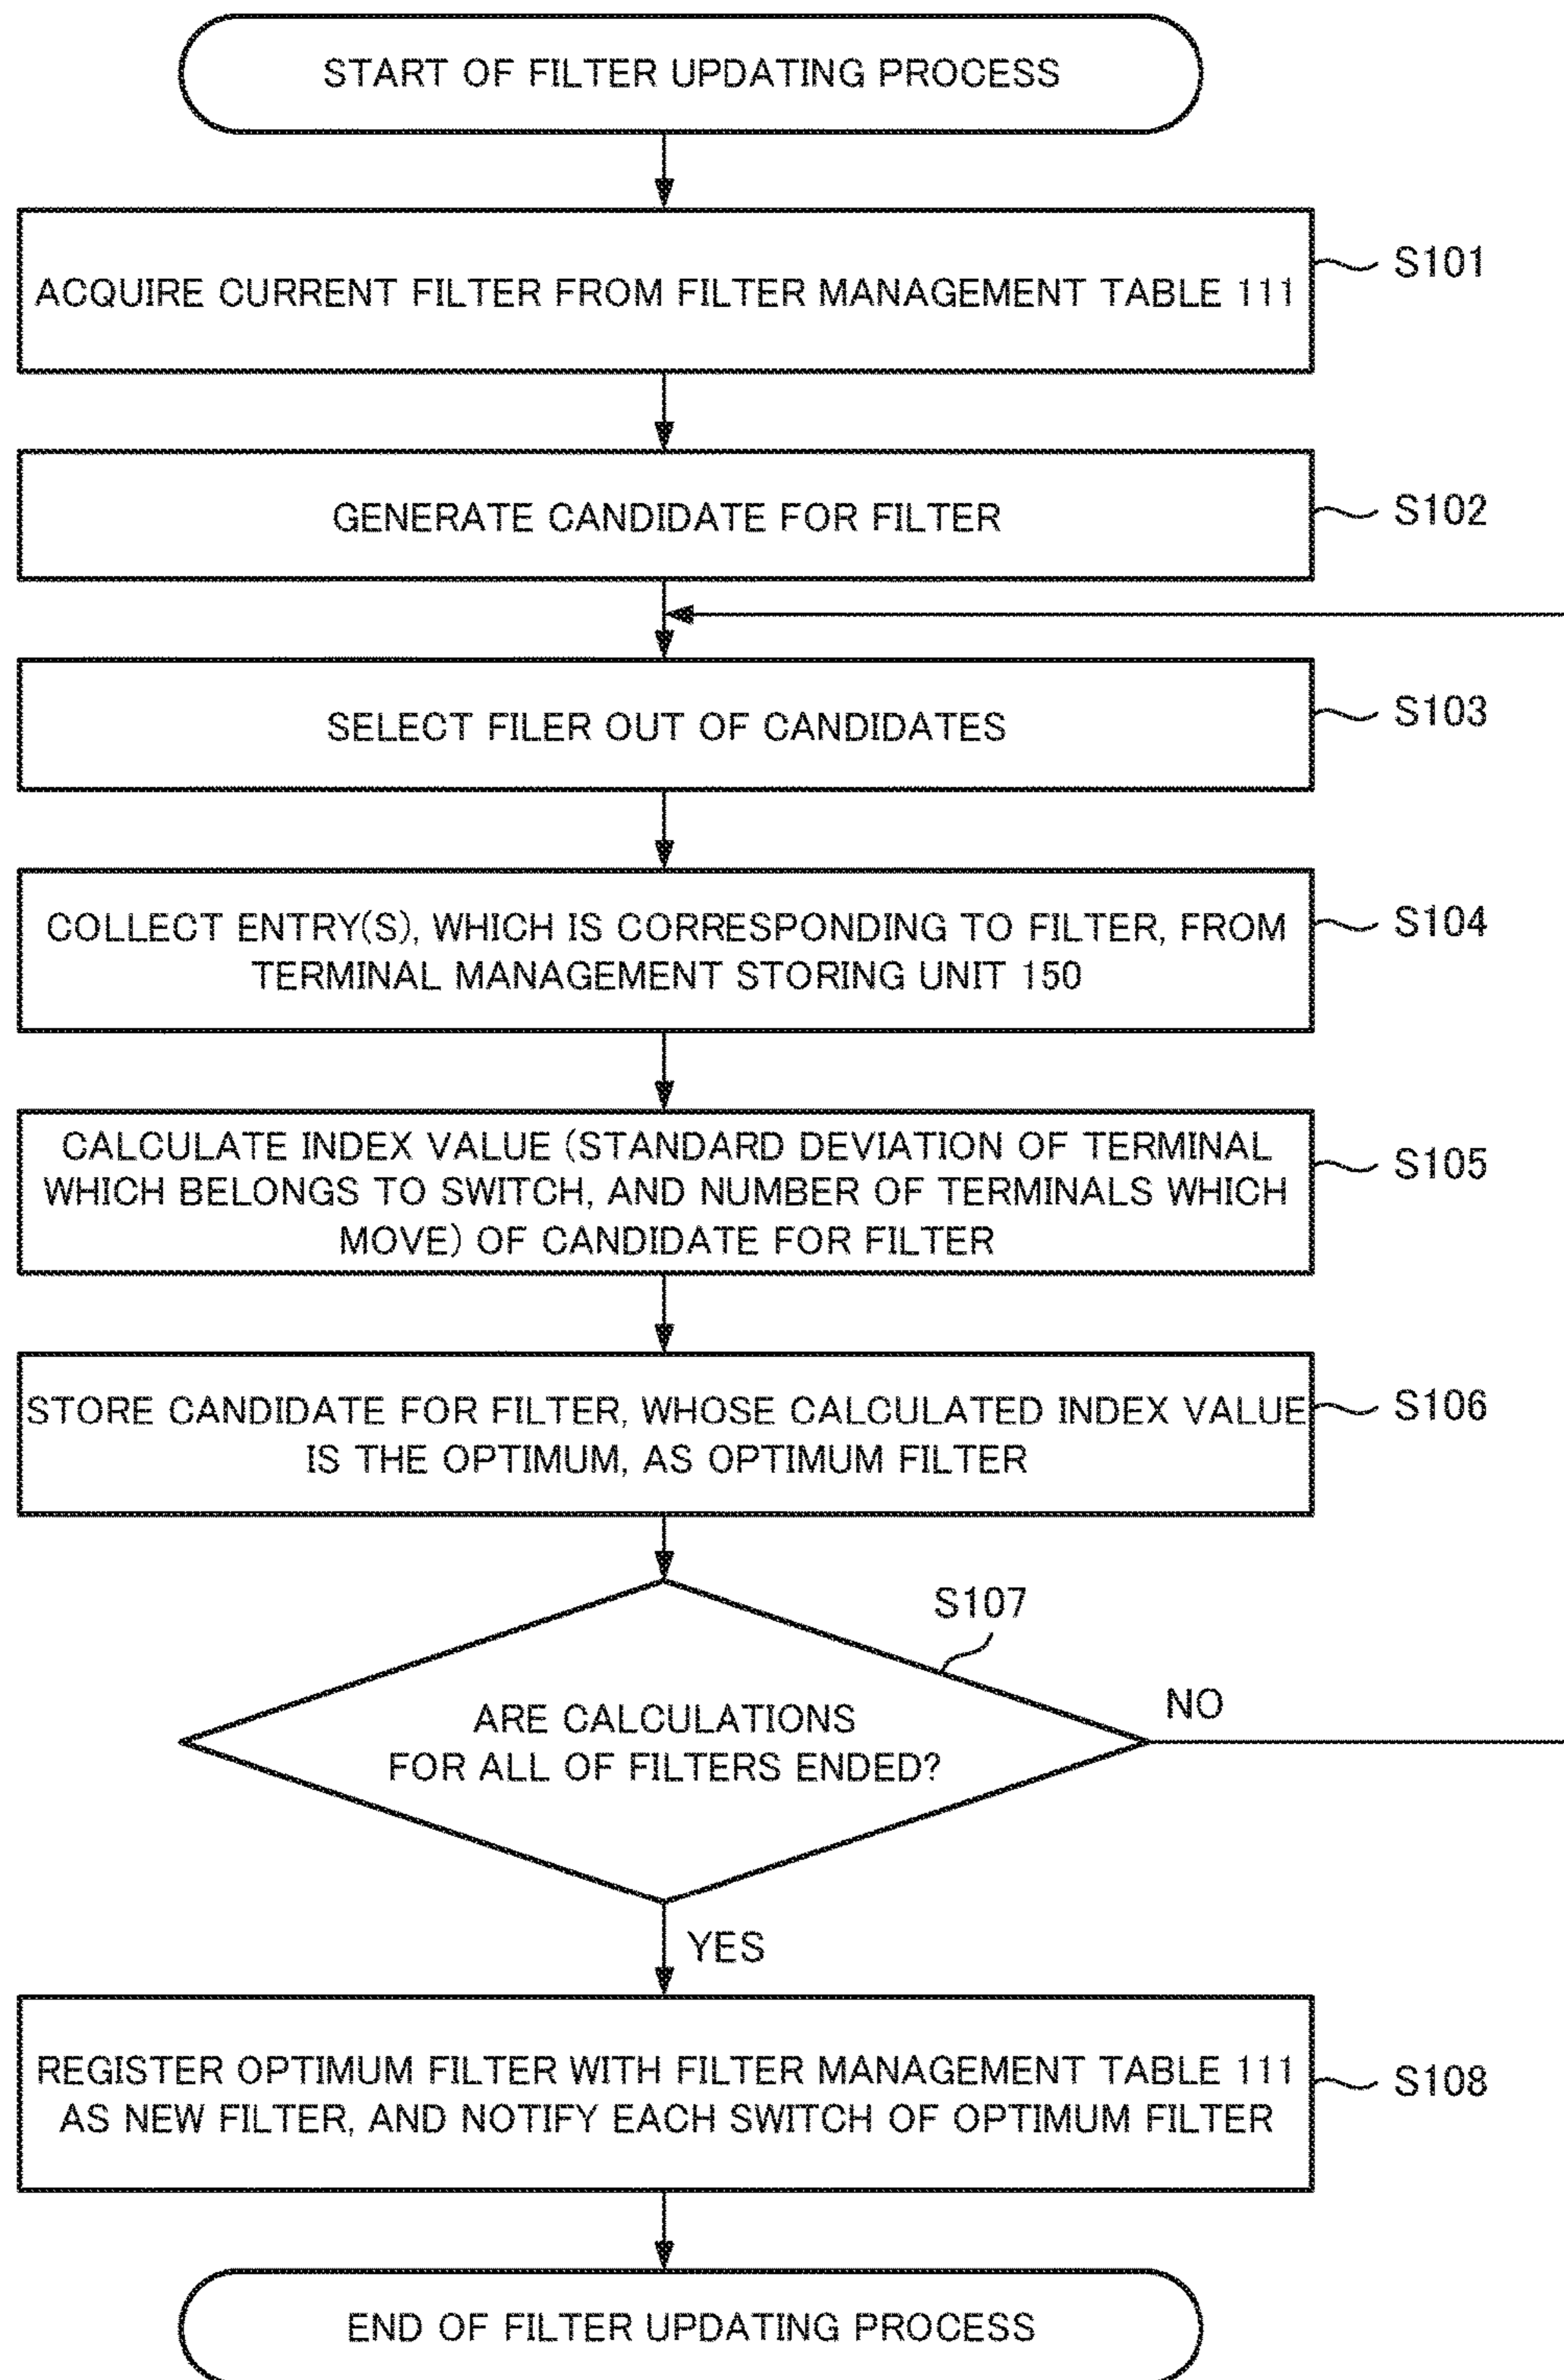 START OF FILTER UPDATING PROCESS
ACQUIRE CURRENT FILTER FROM FILTER MANAGEMENT TABLE 111
S101
GENERATE CANDIDATE FOR FILTER
S102
SELECT FILER OUT OF CANDIDATES
S103
COLLECT ENTRY(S), WHICH IS CORRESPONDING TO FILTER, FROM
TERMINAL MANAGEMENT STORING UNIT 150
S104
CALCULATE INDEX VALUE (STANDARD DEVIATION OF TERMINAL
WHICH BELONGS TO SWITCH, AND NUMBER OF TERMINALS WHICH
MOVE) OF CANDIDATE FOR FILTER
S105
STORE CANDIDATE FOR FILTER, WHOSE CALCULATED INDEX VALUE
IS THE OPTIMUM, AS OPTIMUM FILTER
S106
S107
ARE CALCULATIONS
FOR ALL OF FILTERS ENDED?
NO
YES
REGISTER OPTIMUM FILTER WITH FILTER MANAGEMENT TABLE 111
AS NEW FILTER, AND NOTIFY EACH SWITCH OF OPTIMUM FILTER
S108
END OF FILTER UPDATING PROCESS